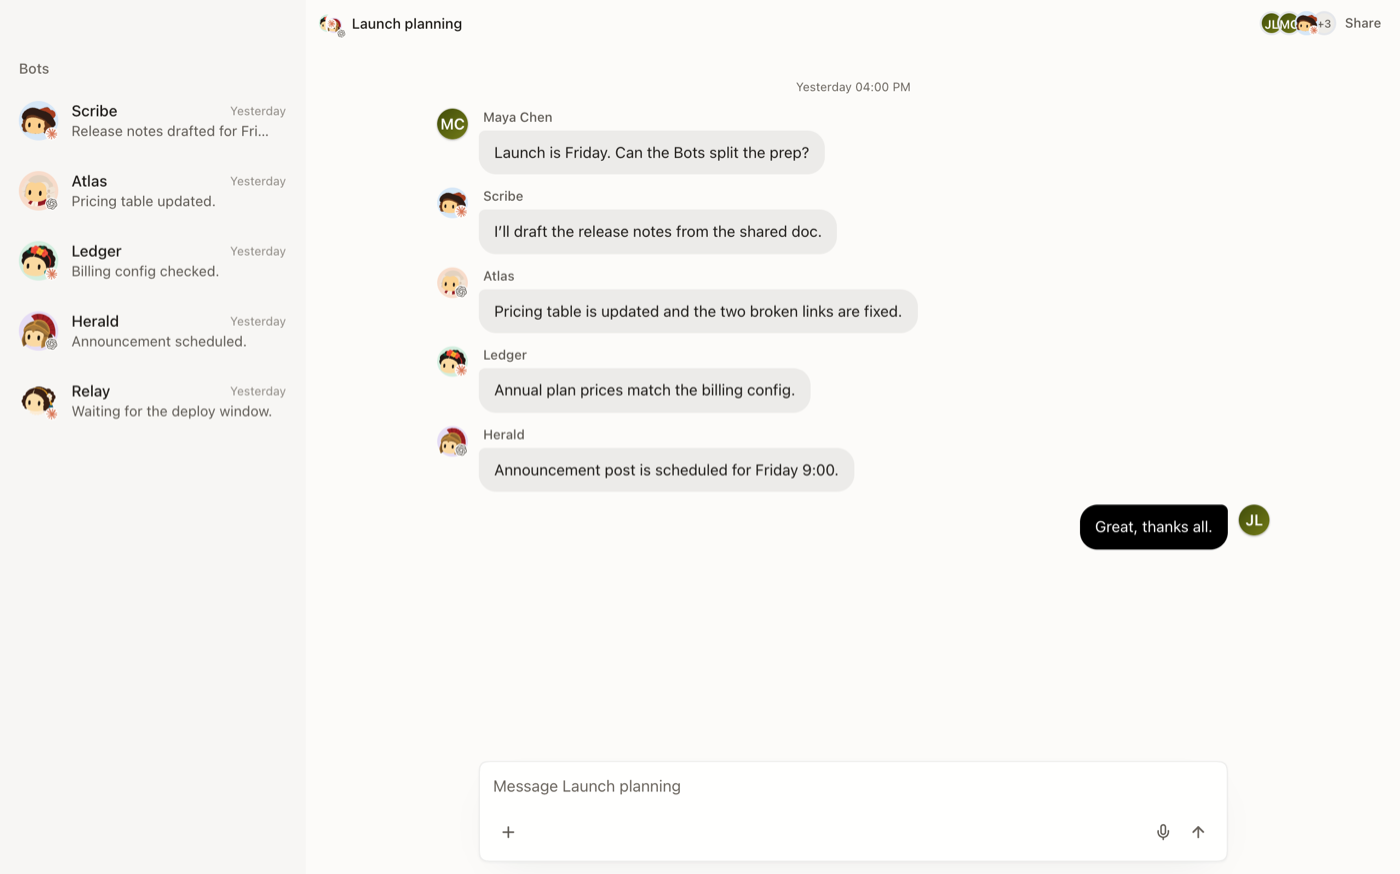 Launch planning
JL
MC
+3
Share
Bots
Scribe
Yesterday
Release notes drafted for Fri...
Atlas
Yesterday
Pricing table updated.
Ledger
Yesterday
Billing config checked.
Herald
Yesterday
Announcement scheduled.
Relay
Yesterday
Waiting for the deploy window.
Yesterday 04:00 PM
MC
Maya Chen
Launch is Friday. Can the Bots split the prep?
Scribe
I’ll draft the release notes from the shared doc.
Atlas
Pricing table is updated and the two broken links are fixed.
Ledger
Annual plan prices match the billing config.
Herald
Announcement post is scheduled for Friday 9:00.
Great, thanks all.
JL
Message Launch planning